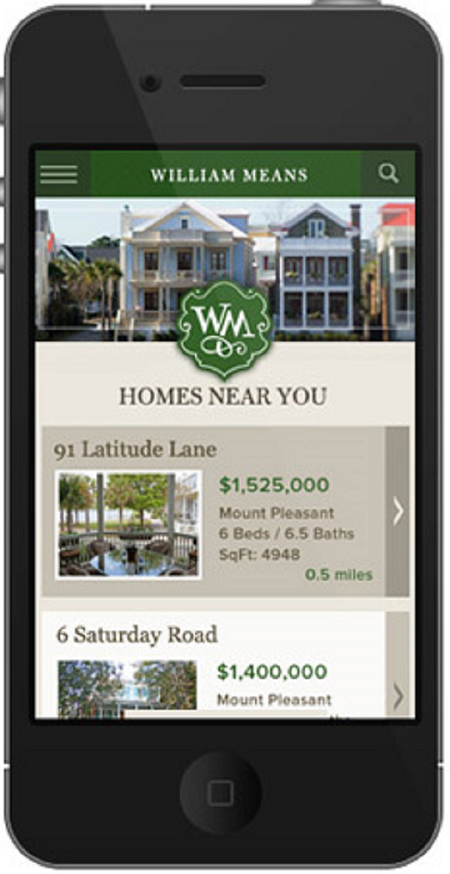 WILLIAM MEANS
WM
HOMES NEAR YOU
91 Latitude Lane
$1,525,000
Mount Pleasant
6 Beds / 6.5 Baths
SqFt: 4948
0.5 miles
6 Saturday Road
$1,400,000
Mount Pleasant